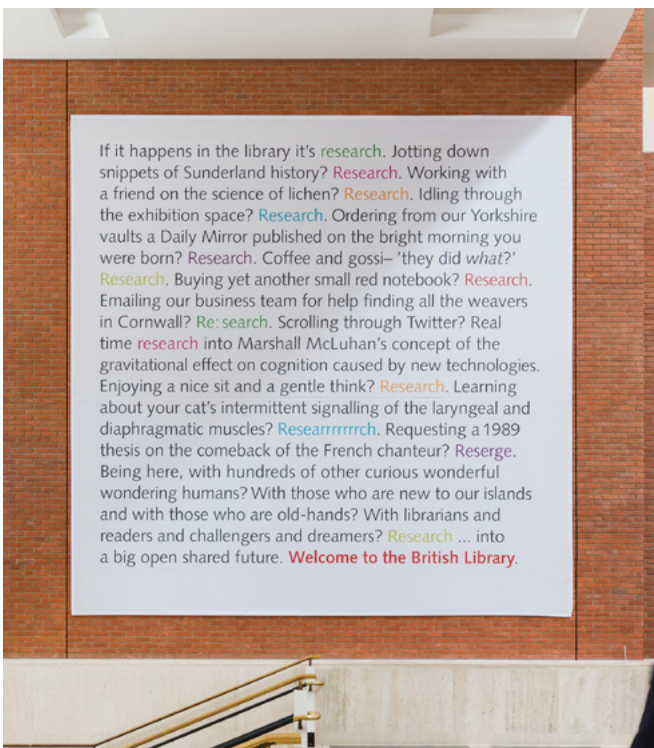 If it happens in the library it's research. Jotting down
snippets of Sunderland history? Research. Working with
a friend on the science of lichen? Research. Idling through
the exhibition space? Research. Ordering from our Yorkshire
vaults a Daily Mirror published on the bright morning you
were born? Research. Coffee and gossi– 'they did what?'
Research. Buying yet another small red notebook? Research.
Emailing our business team for help finding all the weavers
in Cornwall? Re: search. Scrolling through Twitter? Real
time research into Marshall McLuhan's concept of the
gravitational effect on cognition caused by new technologies.
Enjoying a nice sit and a gentle think? Research. Learning
about your cat's intermittent signalling of the laryngeal and
diaphragmatic muscles? Researrrrrrrch. Requesting a 1989
thesis on the comeback of the French chanteur? Reserge.
Being here, with hundreds of other curious wonderful
wondering humans? With those who are new to our islands
and with those who are old-hands? With librarians and
readers and challengers and dreamers? Research ... into
a big open shared future. Welcome to the British Library.